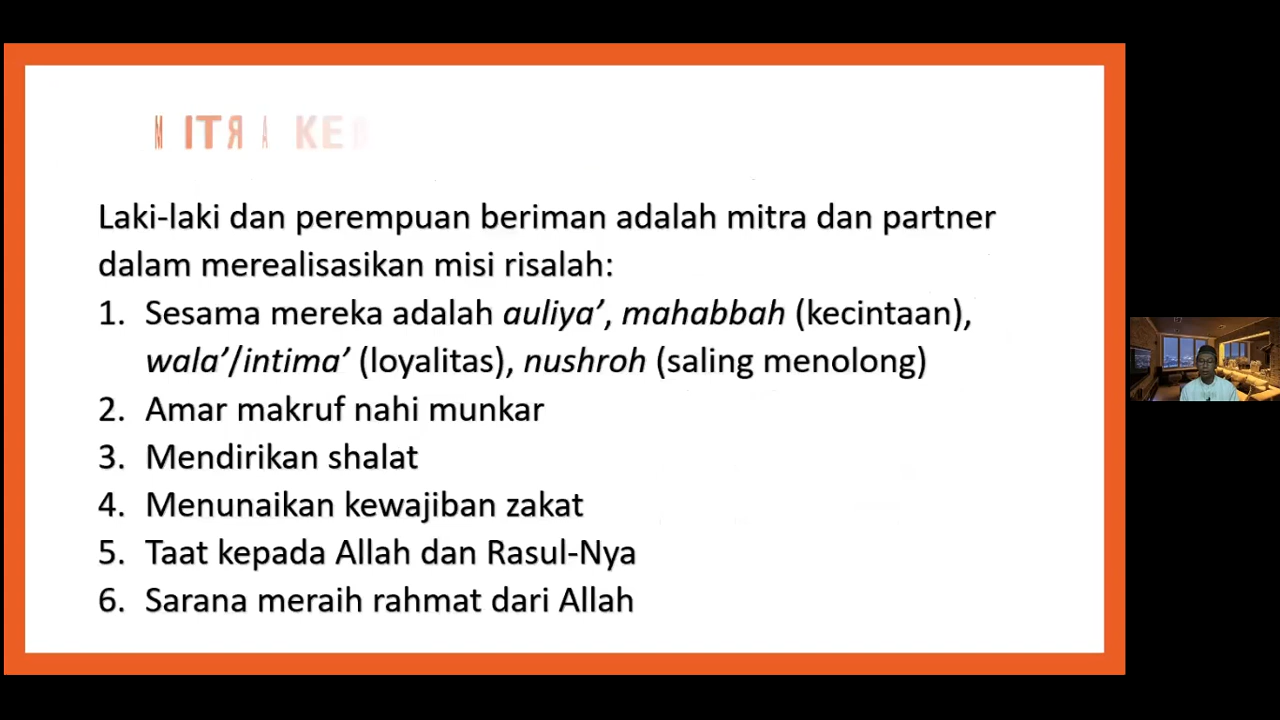 MITRA KE
Laki-laki dan perempuan beriman adalah mitra dan partner
dalam merealisasikan misi risalah:
1. Sesama mereka adalah auliya’, mahabbah (kecintaan),
wala’/intima’ (loyalitas), nushroh (saling menolong)
2. Amar makruf nahi munkar
3. Mendirikan shalat
4. Menunaikan kewajiban zakat
5. Taat kepada Allah dan Rasul-Nya
6. Sarana meraih rahmat dari Allah